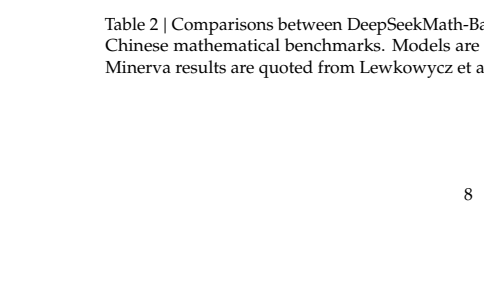 Table 2 | Comparisons between DeepSeekMath-Ba
Chinese mathematical benchmarks. Models are
Minerva results are quoted from Lewkowycz et a
8